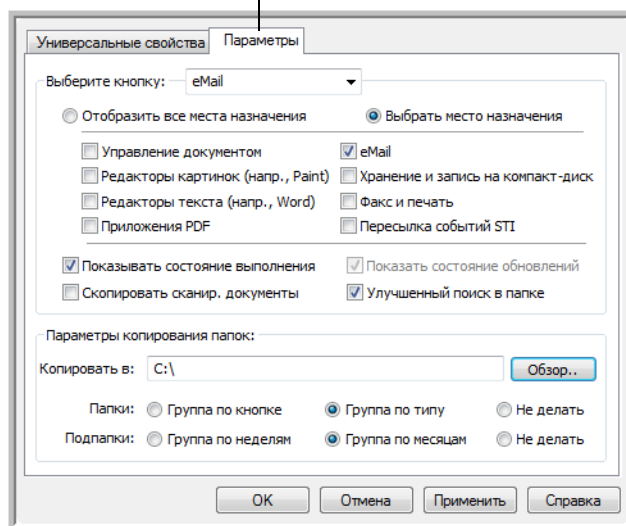 Универсальные свойства Параметры
Выберите кнопку: eMail
Отобразить все места назначения Выбрать место назначения
Управление документом eMail
Редакторы картинок (напр., Paint) Хранение и запись на компакт-диск
Редакторы текста (напр., Word) Факс и печать
Приложения PDF Пересылка событий STI
Показывать состояние выполнения Показать состояние обновлений
Скопировать сканир. документы Улучшенный поиск в папке
Параметры копирования папок:
Копировать в: C:\ Обзор..
Папки: Группа по кнопке Группа по типу Не делать
Подпапки: Группа по неделям Группа по месяцам Не делать
OK Отмена Применить Справка